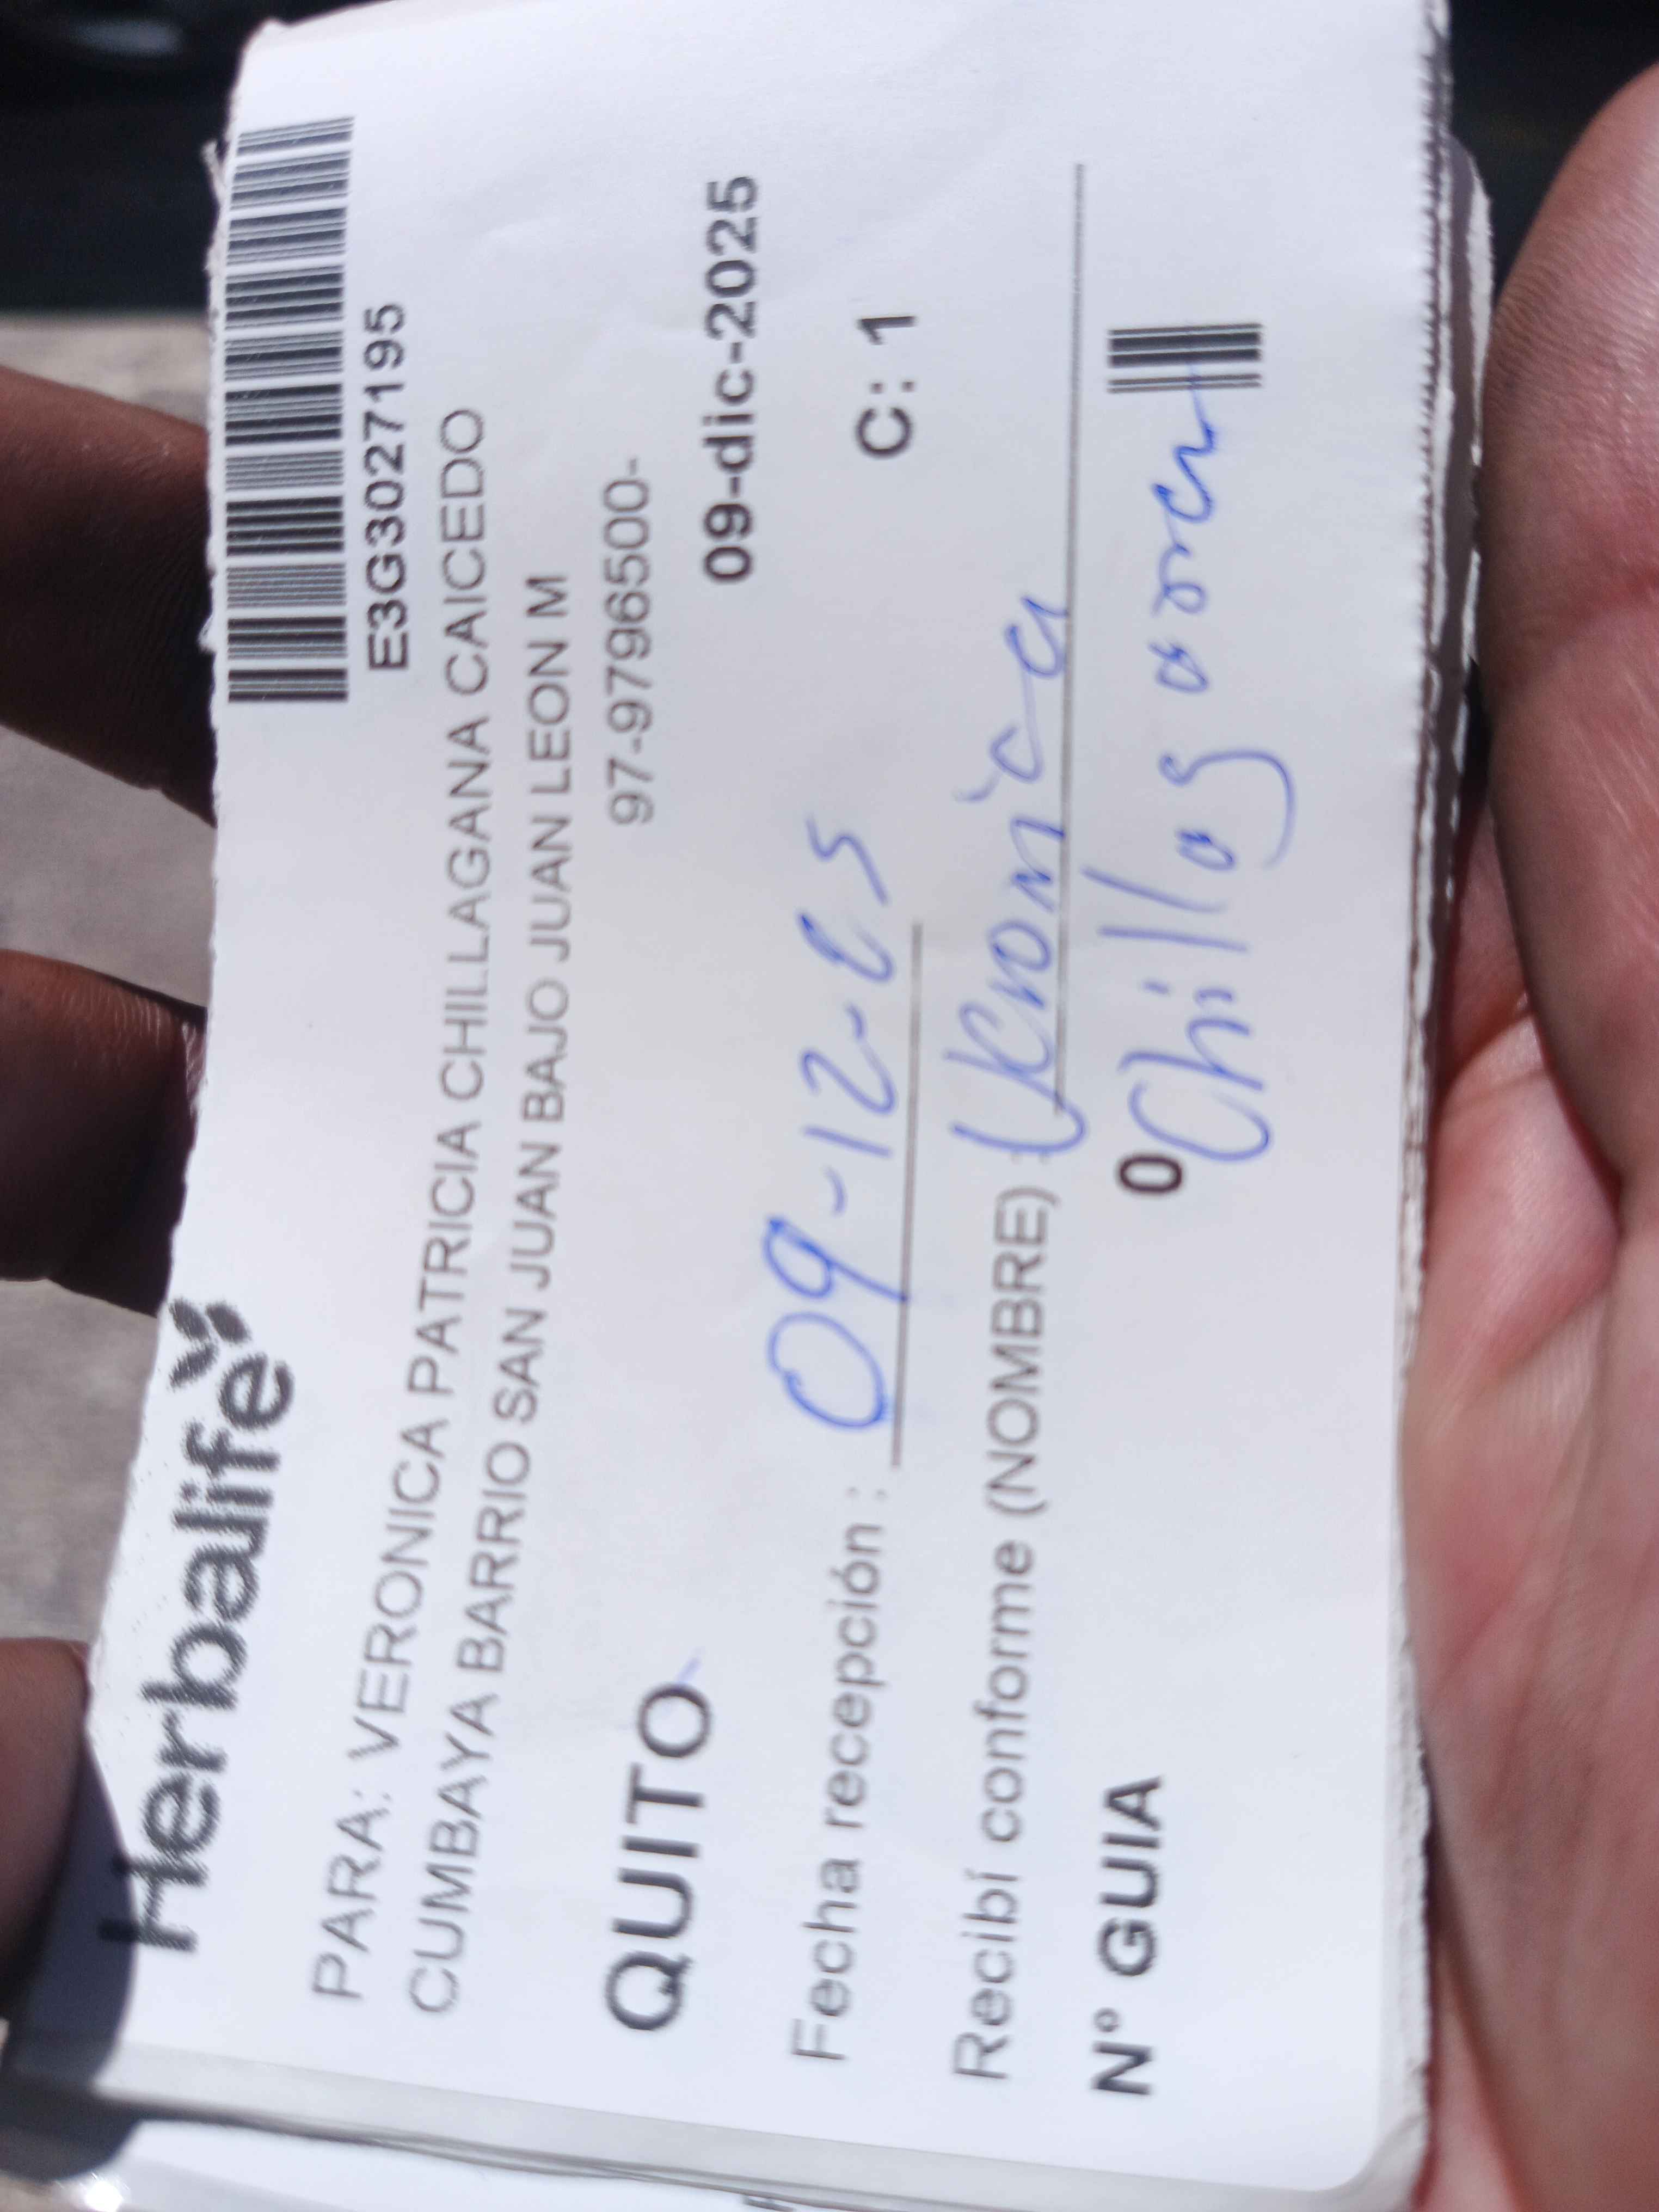 Herbalife
E3G3027195
PARA: VERONICA PATRICIA CHILLAGANA CAICEDO
CUMBAYA BARRIO SAN JUAN BAJO JUAN LEON M
97-9796500-
QUITO
09-dic-2025
Fecha recepción : 09-12-25
C: 1
Recibí conforme (NOMBRE) : Veronica
N° GUIA 0
Chillagana